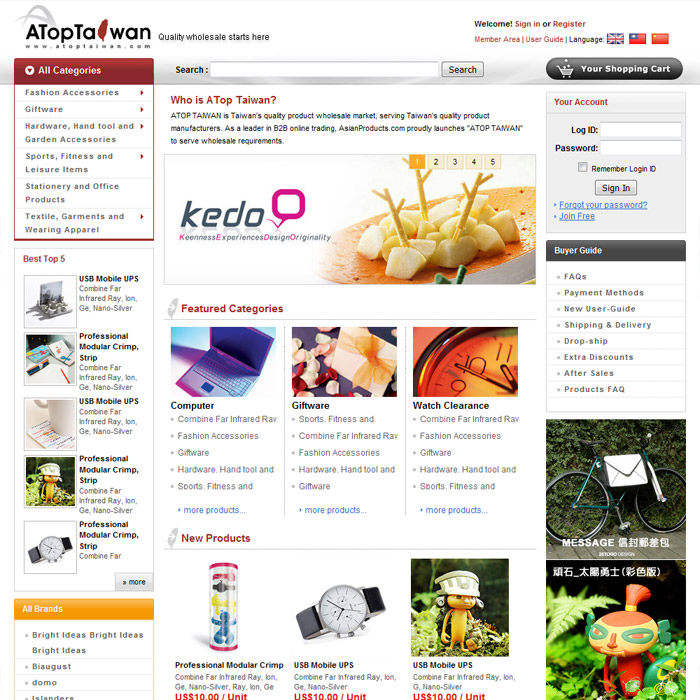 ATopTaiwan
www.atoptaiwan.com
Quality wholesale starts here
Welcome! Sign in or Register
Member Area | User Guide | Language:
All Categories
Search :
Search
Your Shopping Cart
Fashion Accessories
Giftware
Hardware, Hand tool and
Garden Accessories
Sports, Fitness and
Leisure Items
Stationery and Office
Products
Textile, Garments and
Wearing Apparel
Best Top 5
USB Mobile UPS
Combine Far
Infrared Ray, Ion,
Ge, Nano-Silver
Professional
Modular Crimp,
Strip
Combine Far
Infrared Ray, Ion,
Ge, Nano-Silver
USB Mobile UPS
Combine Far
Infrared Ray, Ion,
Ge, Nano-Silver
Professional
Modular Crimp,
Strip
Combine Far
Infrared Ray, Ion,
Ge, Nano-Silver
Professional
Modular Crimp,
Strip
Combine Far
» more
All Brands
Bright Ideas Bright Ideas
Bright Ideas
Biaugust
domo
Islanders
Who is ATop Taiwan?
ATOP TAIWAN is Taiwan's quality product wholesale market, serving Taiwan's quality product
manufacturers. As a leader in B2B online trading, AsianProducts.com proudly launches "ATOP TAIWAN"
to serve wholesale requirements.
1 2 3 4 5
kedo
KeennessExperiencesDesignOriginality
Featured Categories
Computer
Combine Far Infrared Ray
Fashion Accessories
Giftware
Hardware, Hand tool and
Sports, Fitness and
more products...
Giftware
Sports, Fitness and
Combine Far Infrared Ray
Fashion Accessories
Hardware, Hand tool and
Giftware
more products...
Watch Clearance
Combine Far Infrared Ray
Fashion Accessories
Giftware
Hardware, Hand tool and
Sports, Fitness and
more products...
New Products
Professional Modular Crimp
Combine Far Infrared Ray, Ion,
Ge, Nano-Silver, Ray, Ion, Ge
US$10.00 / Unit
USB Mobile UPS
Combine Far Infrared Ray, Ion,
Ge, Nano-Silver
US$10.00 / Unit
USB Mobile UPS
Combine Far Infrared Ray, Ion,
Ge, Nano-Silver
US$10.00 / Unit
Your Account
Log ID:
Password:
Remember Login ID
Sign In
Forgot your password?
Join Free
Buyer Guide
FAQs
Payment Methods
New User-Guide
Shipping & Delivery
Drop-ship
Extra Discounts
After Sales
Products FAQ
MESSAGE 信封郵差包
頑石_太陽勇士(彩色版)